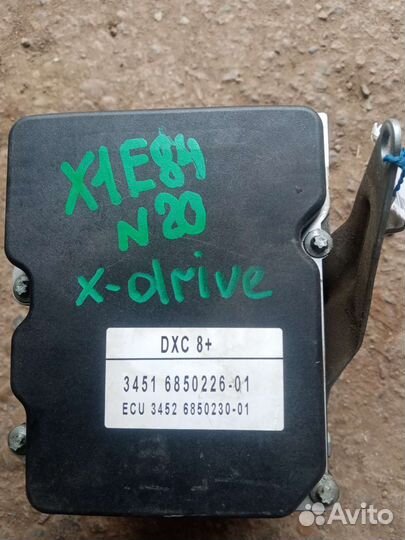 X1E84
N20
x-drive
DXC 8+
3451 6850226-01
ECU 3452 6850230-01
Avito